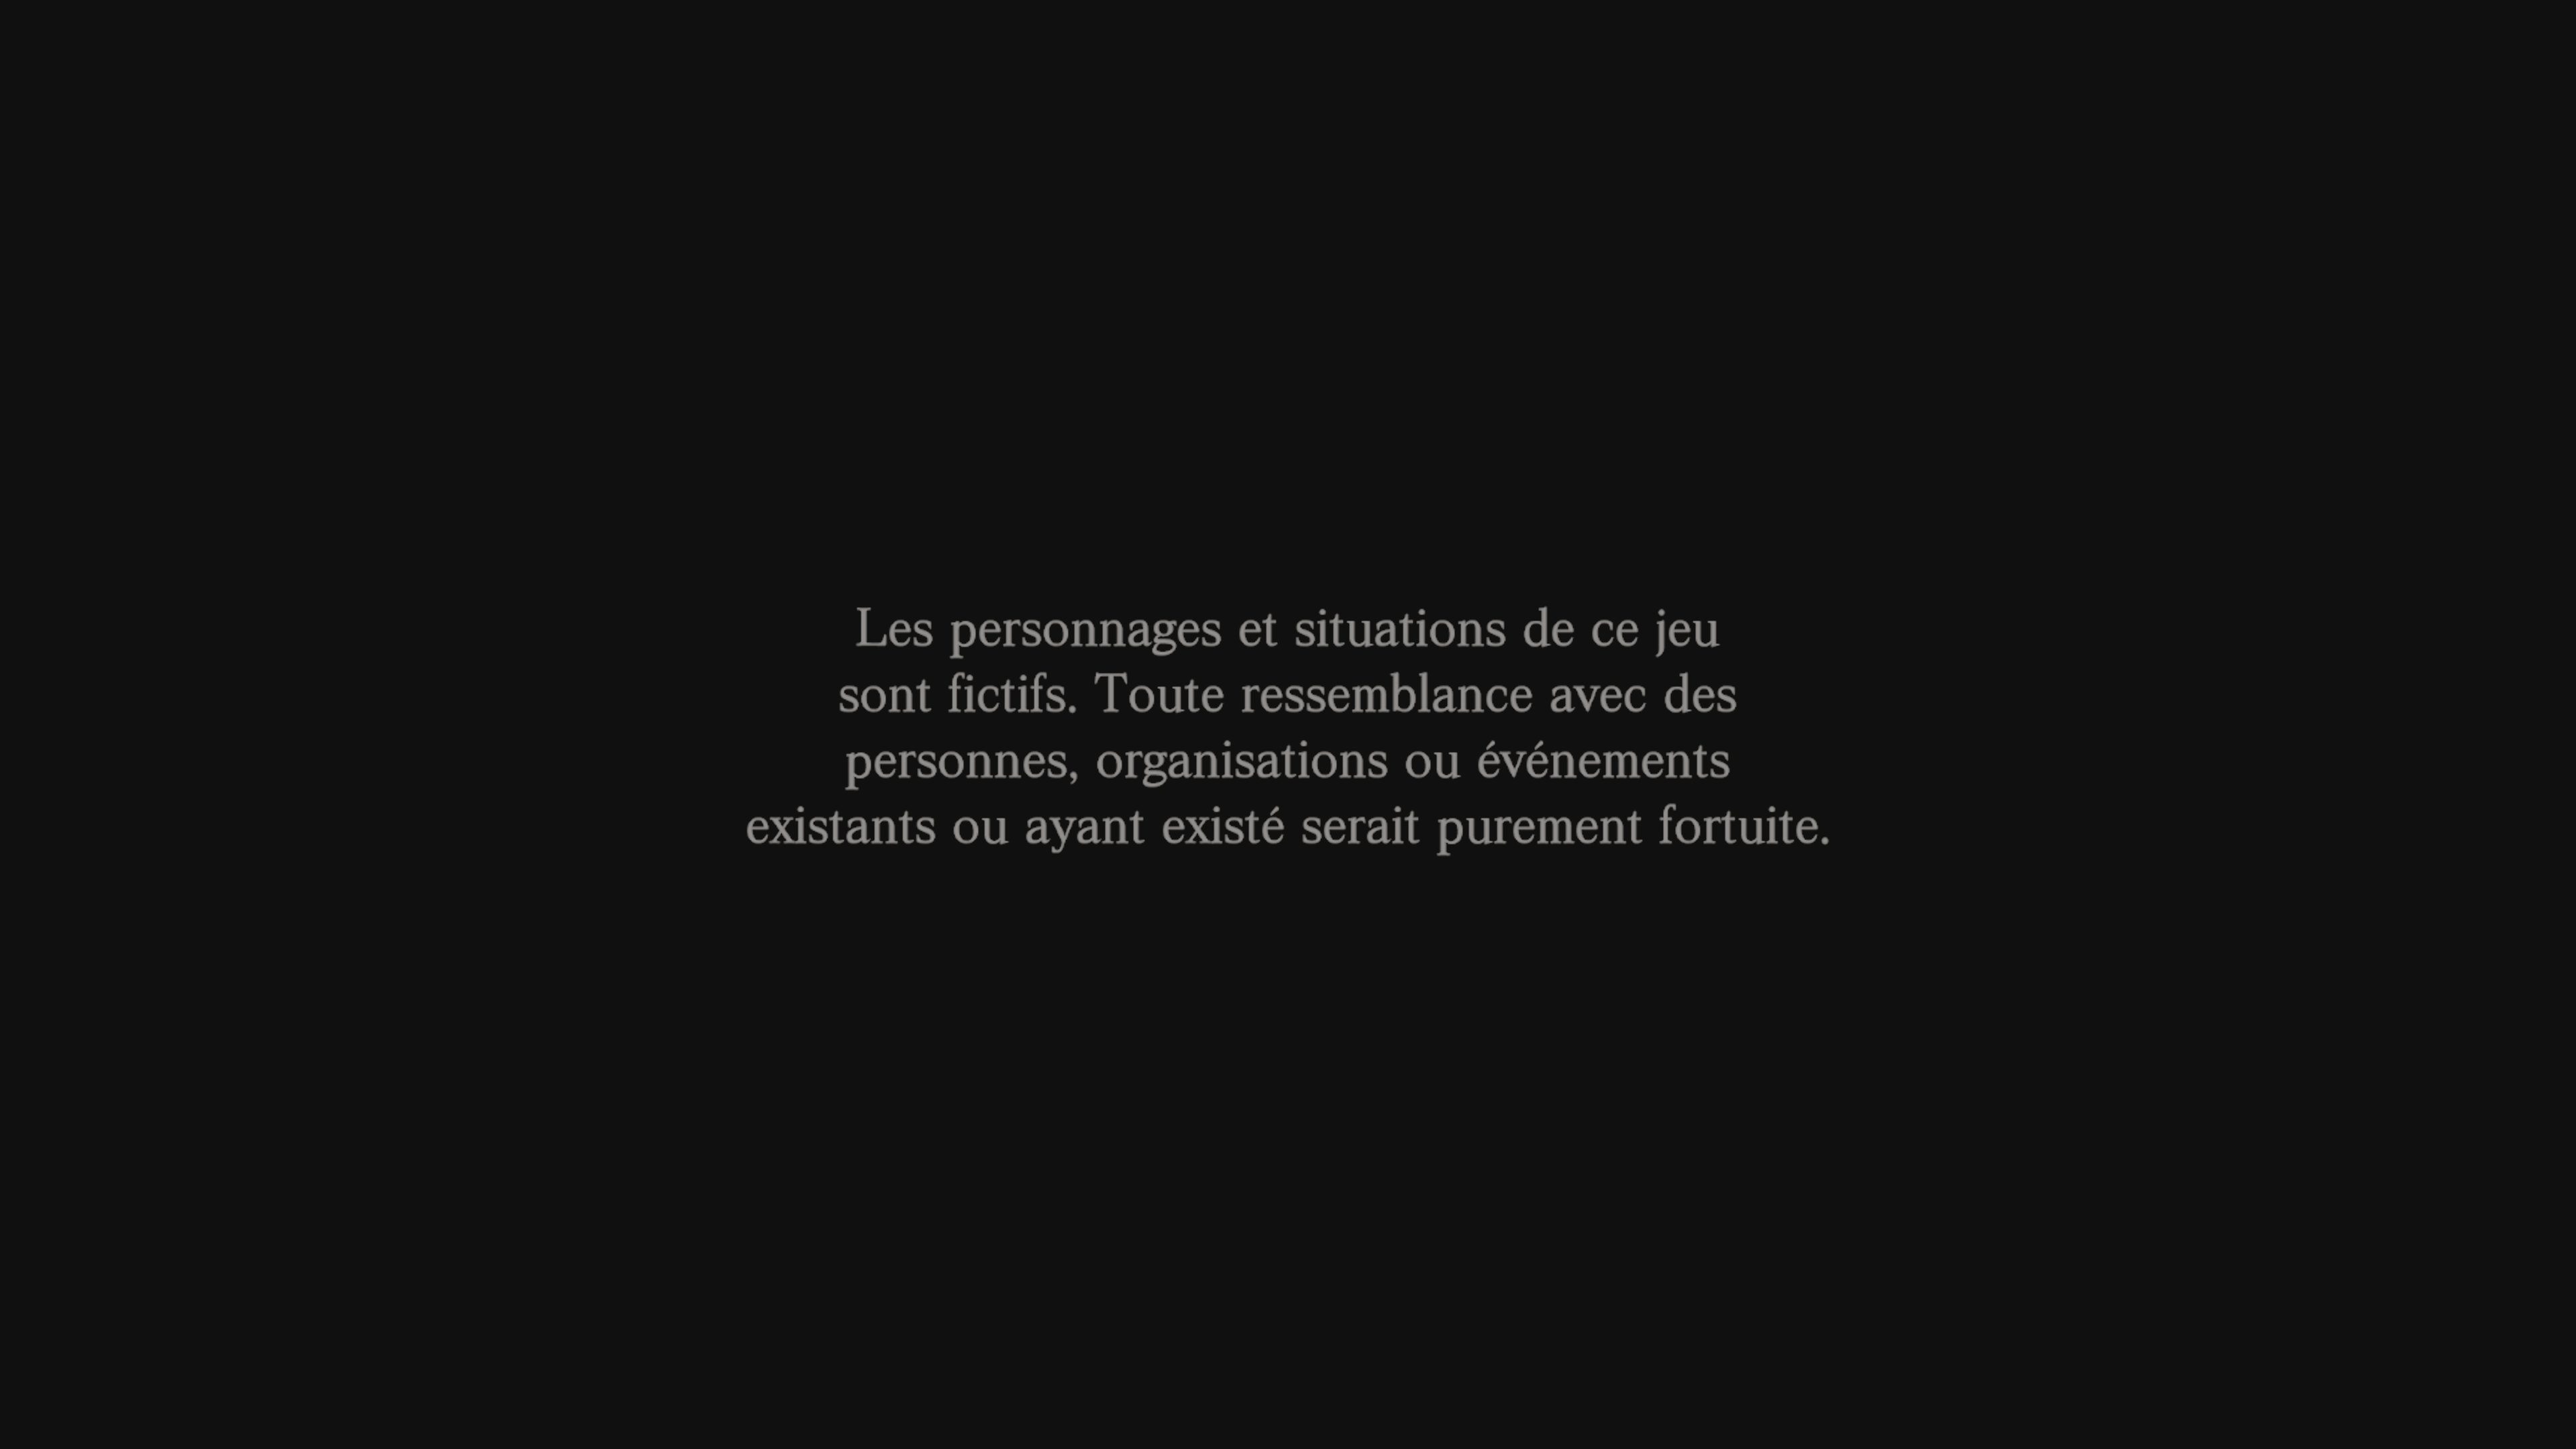 Les personnages et situations de ce jeu
sont fictifs. Toute ressemblance avec des
personnes, organisations ou événements
existants ou ayant existé serait purement fortuite.